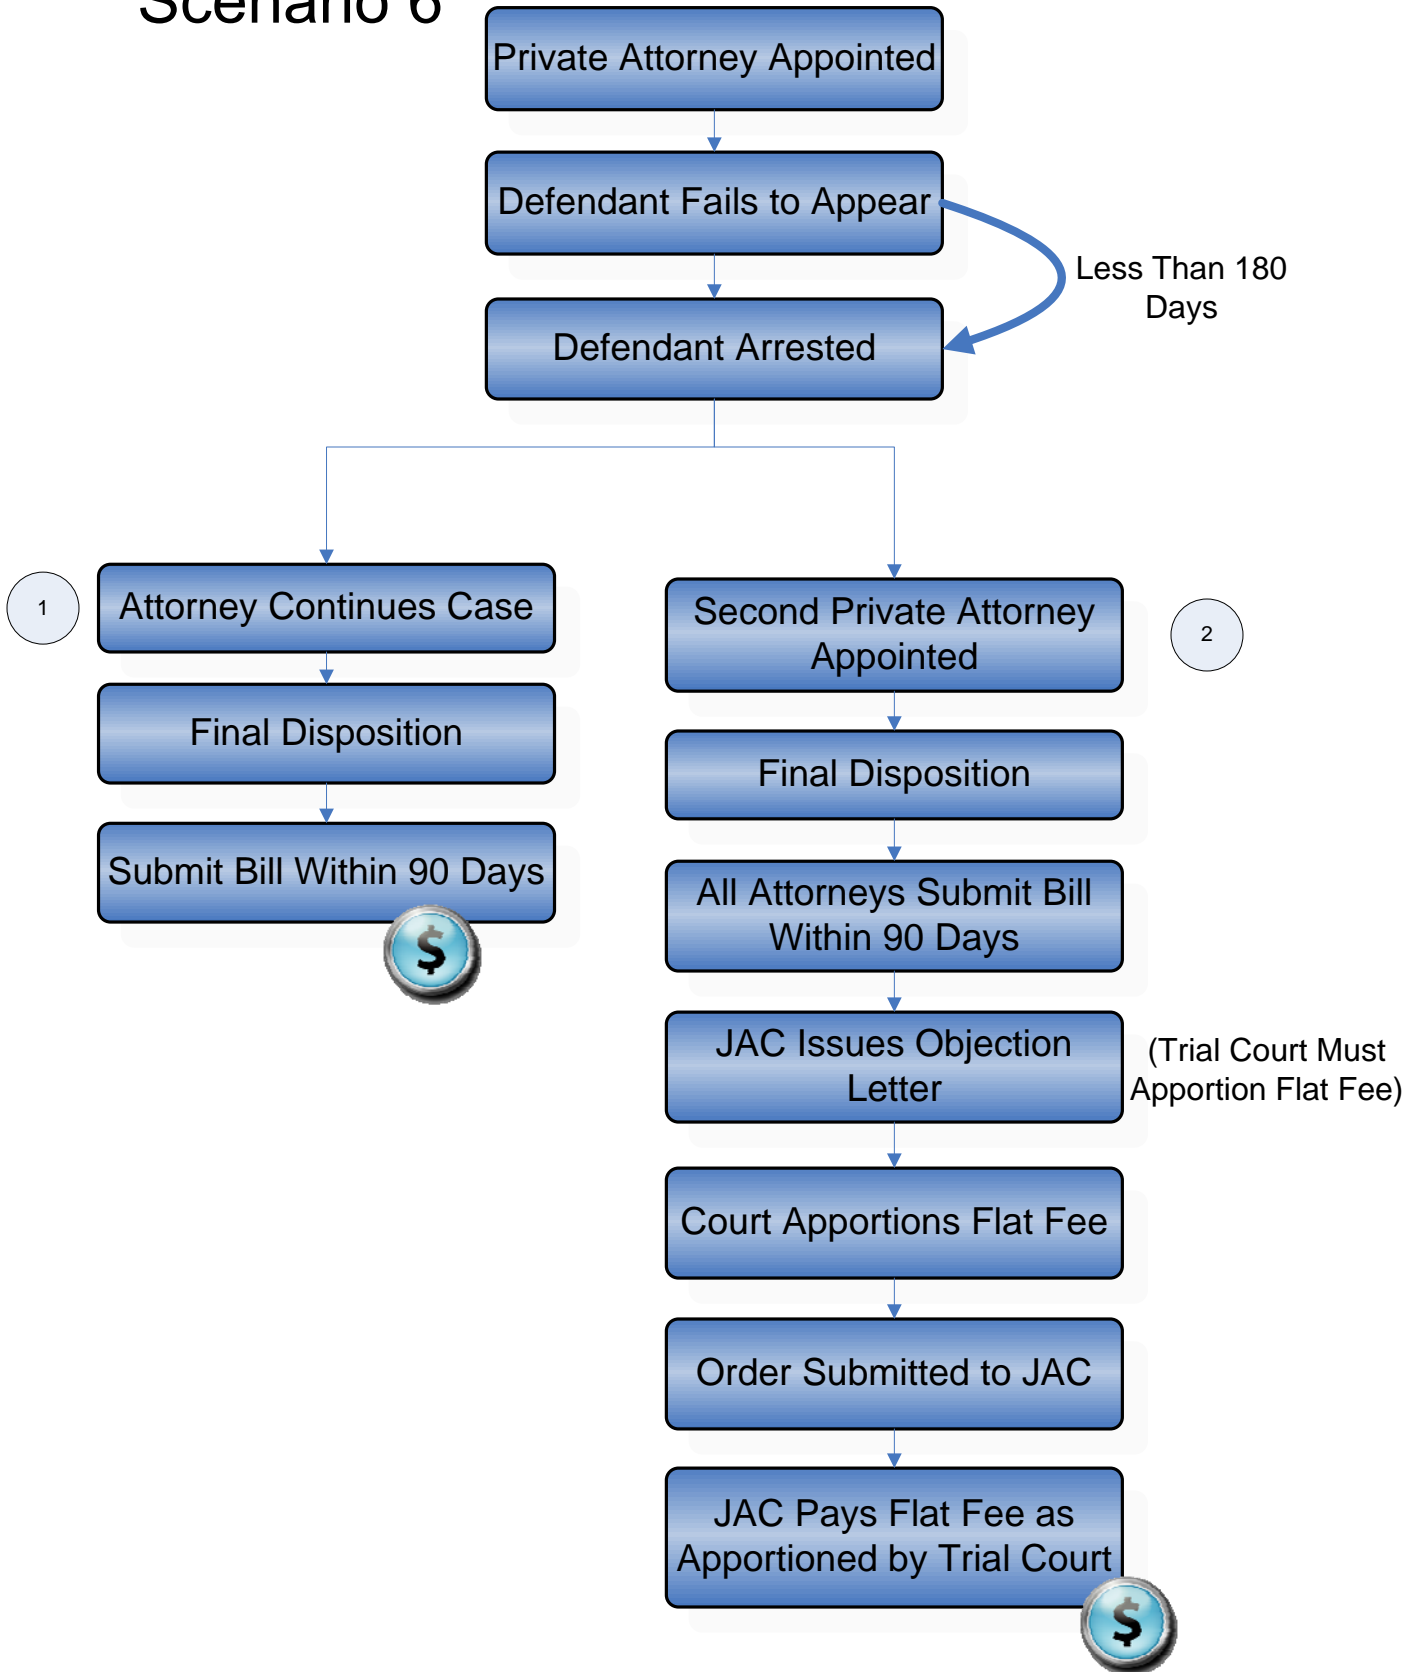 Scenario 6
Private Attorney Appointed
Defendant Fails to Appear
Less Than 180
Days
Defendant Arrested
1
Attorney Continues Case
Final Disposition
Submit Bill Within 90 Days
$
Second Private Attorney
Appointed
2
Final Disposition
All Attorneys Submit Bill
Within 90 Days
JAC Issues Objection
Letter
(Trial Court Must
Apportion Flat Fee)
Court Apportions Flat Fee
Order Submitted to JAC
JAC Pays Flat Fee as
Apportioned by Trial Court
$